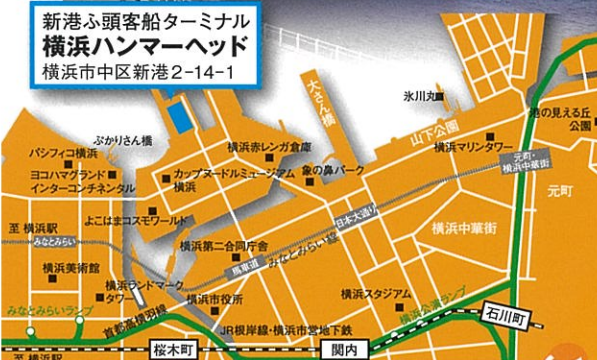 新港ふ頭客船ターミナル
横浜ハンマーヘッド
横浜市中区新港2-14-1
大さん橋
氷川丸
港の見える丘
公園
ぷかりさん橋
山下公園
パシフィコ横浜
横浜赤レンガ倉庫
横浜マリンタワー
ヨコハマグランド
インターコンチネンタル
カップヌードルミュージアム
横浜
象の鼻パーク
元町・
横浜中華街
元町
よこはまコスモワールド
日本大通り
横浜中華街
至 横浜駅
みなとみらい
横浜第二合同庁舎
馬車道
みなとみらい線
横浜美術館
横浜ランドマーク
タワー
横浜市役所
横浜スタジアム
横浜公園ランプ
石川町
みなとみらいランプ
首都高横羽線
JR根岸線・横浜市営地下鉄
至 横浜駅
桜木町
関内